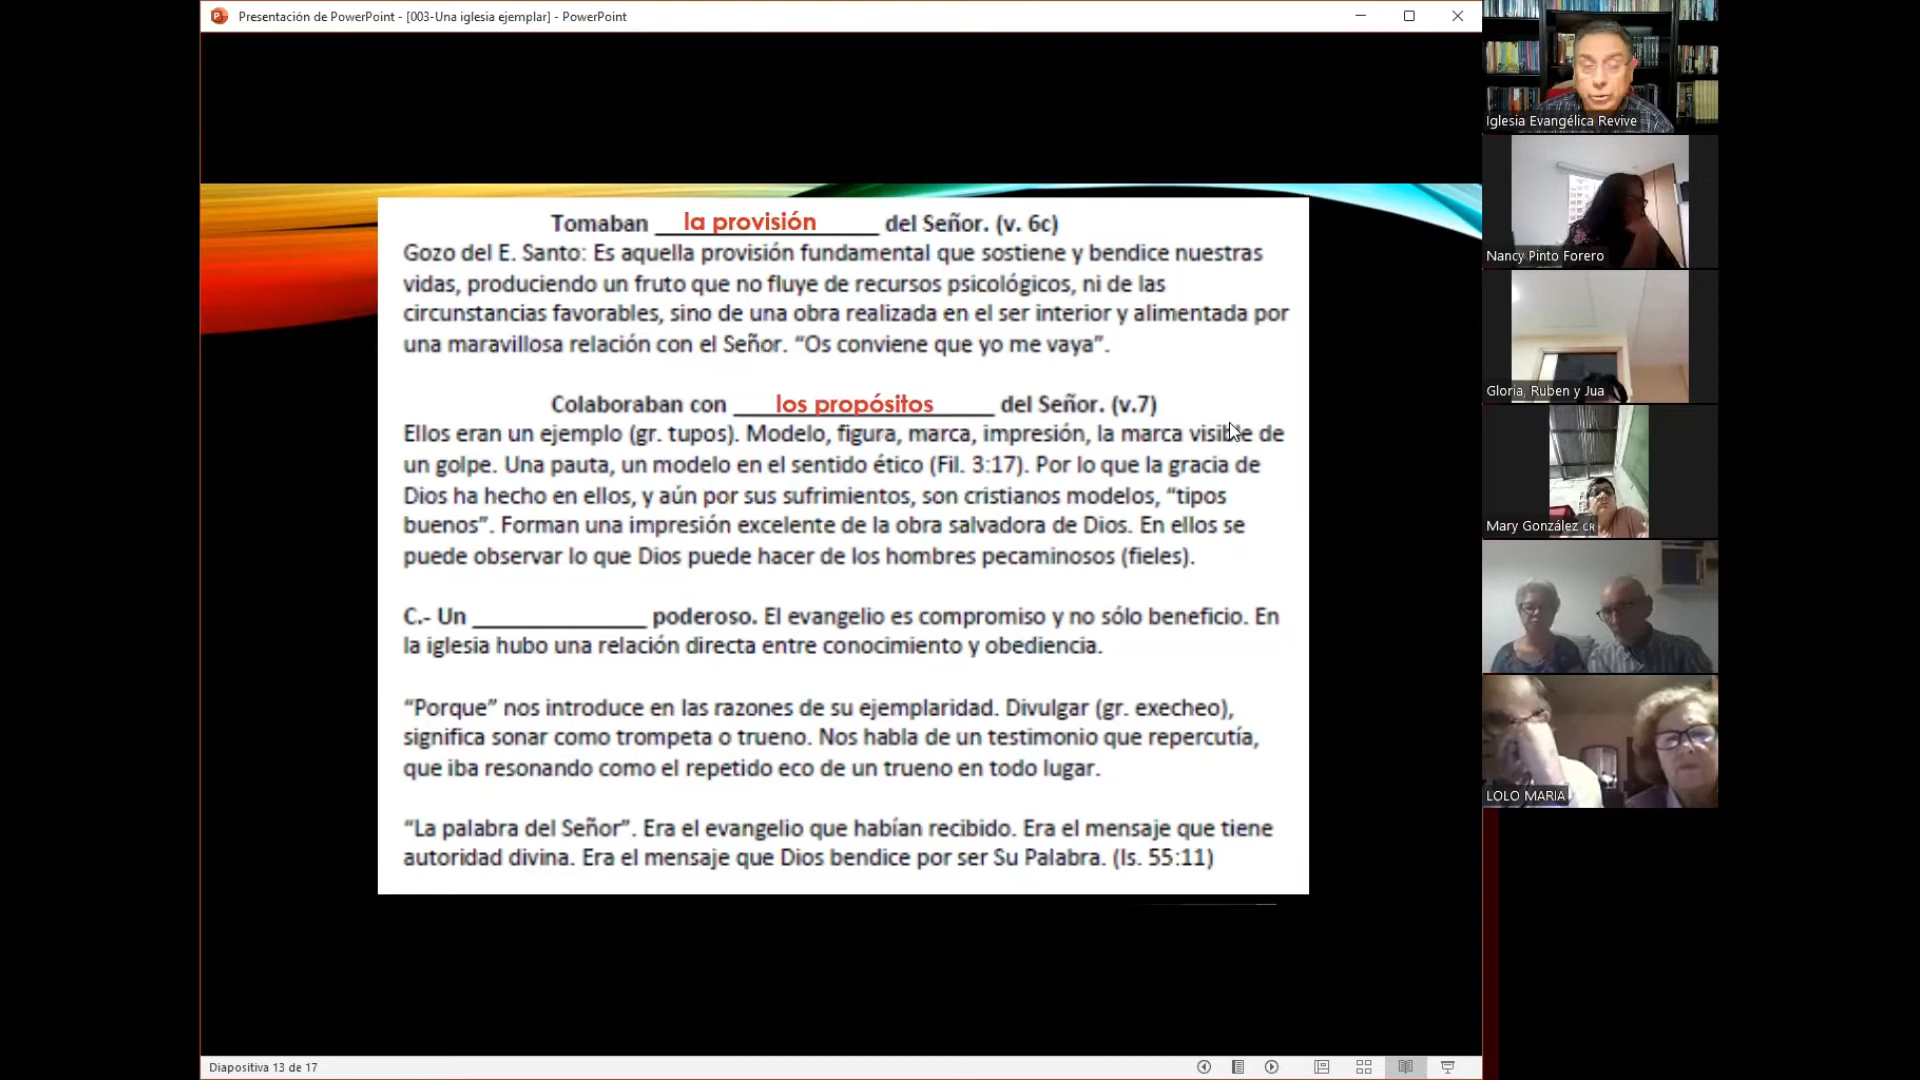 Presentación de PowerPoint - [003-Una iglesia ejemplar] - PowerPoint
Tomaban ___la provisión___ del Señor. (v. 6c)
Gozo del E. Santo: Es aquella provisión fundamental que sostiene y bendice nuestras
vidas, produciendo un fruto que no fluye de recursos psicológicos, ni de las
circunstancias favorables, sino de una obra realizada en el ser interior y alimentada por
una maravillosa relación con el Señor. “Os conviene que yo me vaya”.
Colaboraban con ___los propósitos___ del Señor. (v.7)
Ellos eran un ejemplo (gr. tupos). Modelo, figura, marca, impresión, la marca visible de
un golpe. Una pauta, un modelo en el sentido ético (Fil. 3:17). Por lo que la gracia de
Dios ha hecho en ellos, y aún por sus sufrimientos, son cristianos modelos, “tipos
buenos”. Forman una impresión excelente de la obra salvadora de Dios. En ellos se
puede observar lo que Dios puede hacer de los hombres pecaminosos (fieles).
C.- Un ______________ poderoso. El evangelio es compromiso y no sólo beneficio. En
la iglesia hubo una relación directa entre conocimiento y obediencia.
“Porque” nos introduce en las razones de su ejemplaridad. Divulgar (gr. execheo),
significa sonar como trompeta o trueno. Nos habla de un testimonio que repercutía,
que iba resonando como el repetido eco de un trueno en todo lugar.
“La palabra del Señor”. Era el evangelio que habían recibido. Era el mensaje que tiene
autoridad divina. Era el mensaje que Dios bendice por ser Su Palabra. (Is. 55:11)
Diapositiva 13 de 17
Iglesia Evangélica Revive
Nancy Pinto Forero
Gloria, Ruben y Jua
Mary González CR
LOLO MARIA